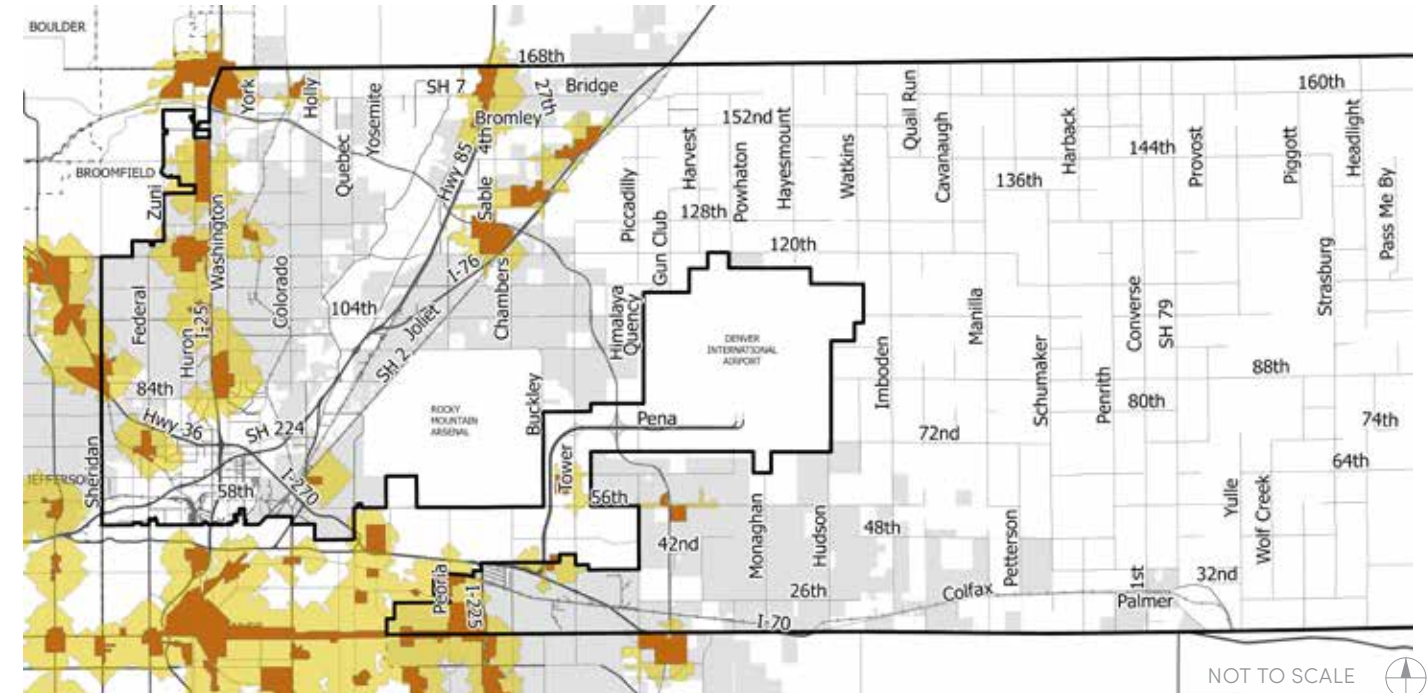 BOULDER
168th
160th
York
Holly
Yosemite
SH 7
27th
Bridge
Quail Run
Bromley
4th
152nd
Harvest
Hayesmount
Headlight
Quebec
Hwy 85
Powhaton
Watkins
Cavanaugh
Harback
144th
Provost
Piggott
BROOMFIELD
Zuni
Sable
Piccadilly
136th
Pass Me By
128th
Washington
Gun Club
120th
Colorado
I-76
Chambers
Strasburg
Federal
104th
Joliet
Himalaya
Quency
DENVER
INTERNATIONAL
AIRPORT
Manilla
Converse
SH 79
Huron
I-25
SH 2
Imboden
Schumaker
88th
84th
Buckley
Penrith
80th
Hwy 36
ROCKY
MOUNTAIN
ARSENAL
Pena
74th
SH 224
72nd
Sheridan
JEFFERSON
I-270
Tower
64th
58th
56th
Yulle
Wolf Creek
Monaghan
Hudson
48th
Petterson
42nd
Peoria
I-225
26th
Colfax
1st
32nd
Palmer
I-70
NOT TO SCALE